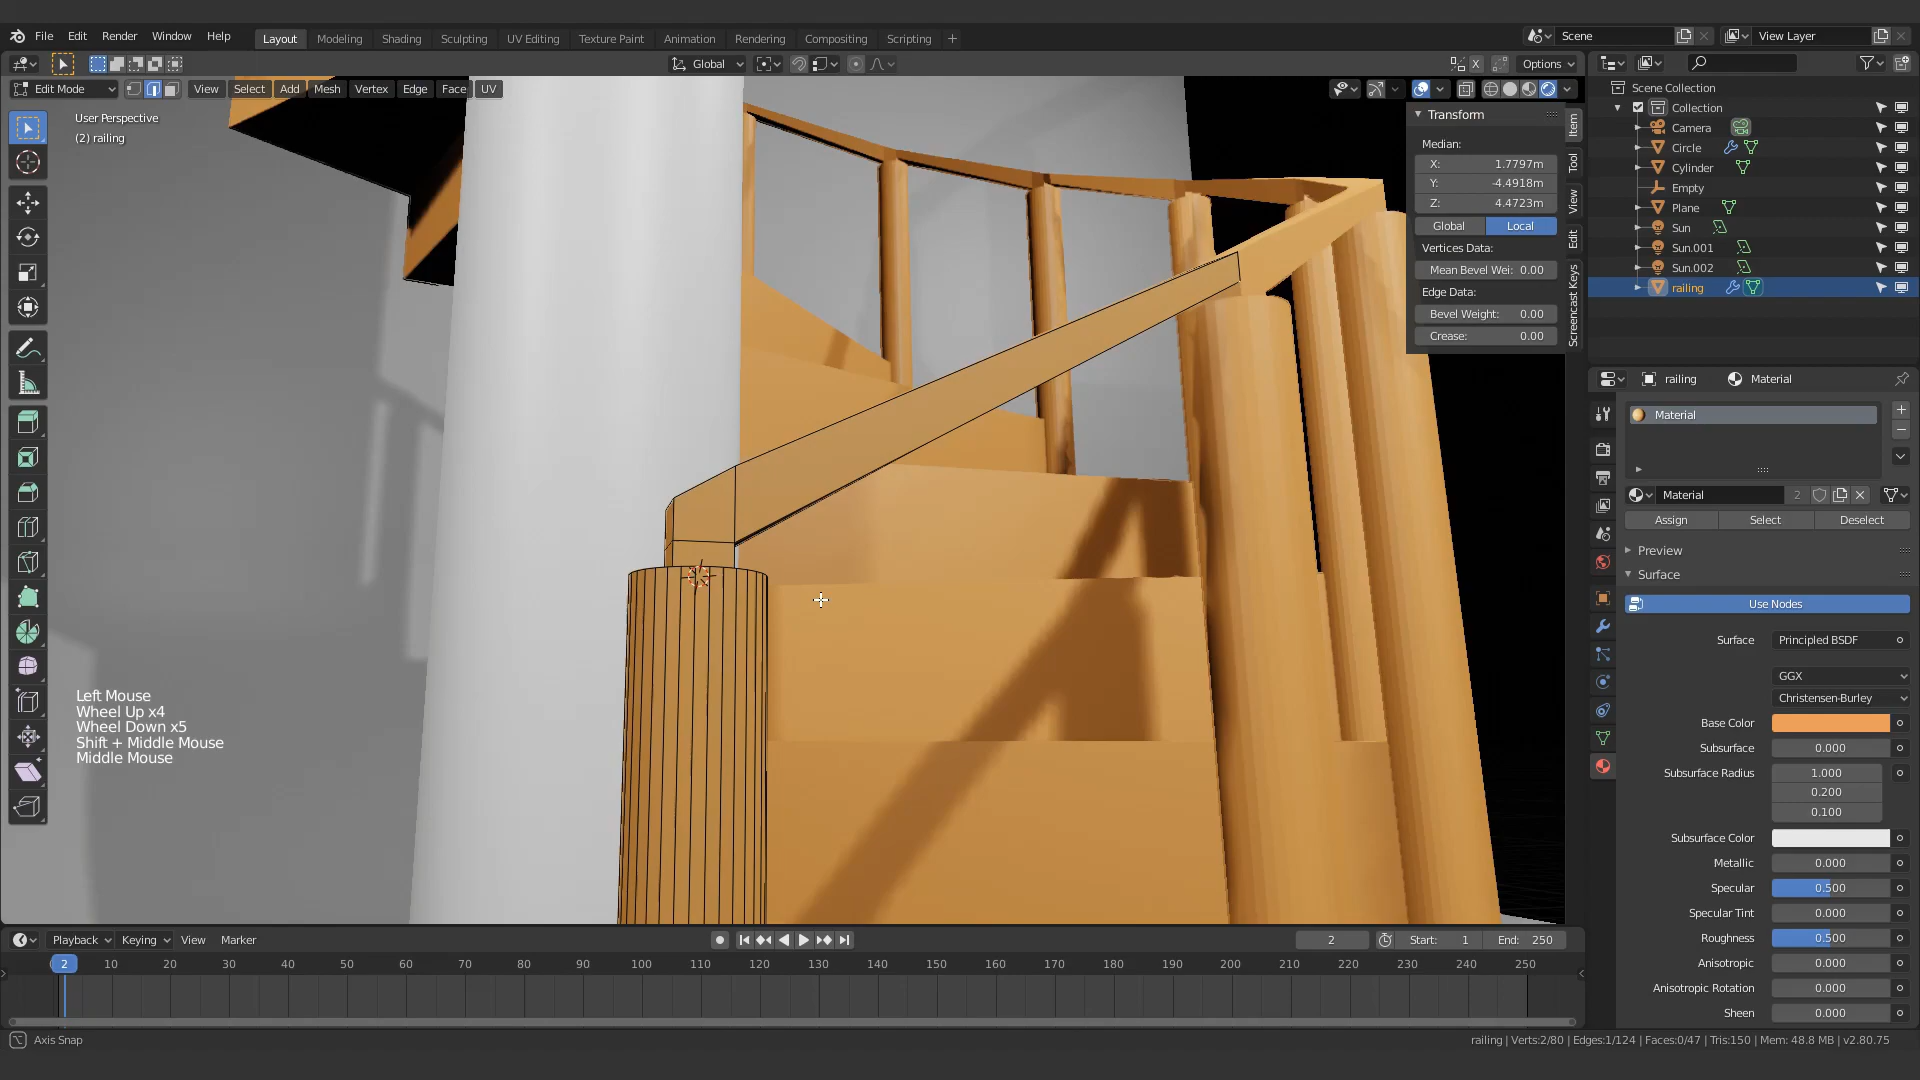 File Edit Render Window Help Layout Modeling Shading Sculpting UV Editing Texture Paint Animation Rendering Compositing Scripting + Scene View Layer
Global Options X
Edit Mode View Select Add Mesh Vertex Edge Face UV
User Perspective
(2) railing
Transform
Median:
X: 1.7797m
Y: -4.4918m
Z: 4.4723m
Global Local
Vertices Data:
Mean Bevel Wei: 0.00
Edge Data:
Bevel Weight: 0.00
Crease: 0.00
Item
Tool
View
Edit
Screencast Keys
Scene Collection
Collection
Camera
Circle
Cylinder
Empty
Plane
Sun
Sun.001
Sun.002
railing
railing Material
Material
Material 2
Assign Select Deselect
Preview
Surface
Use Nodes
Surface Principled BSDF
GGX
Christensen-Burley
Base Color
Subsurface 0.000
Subsurface Radius 1.000
0.200
0.100
Subsurface Color
Metallic 0.000
Specular 0.500
Specular Tint 0.000
Roughness 0.500
Anisotropic 0.000
Anisotropic Rotation 0.000
Sheen 0.000
Left Mouse
Wheel Up x4
Wheel Down x5
Shift + Middle Mouse
Middle Mouse
Playback Keying View Marker 2 Start: 1 End: 250
2 10 20 30 40 50 60 70 80 90 100 110 120 130 140 150 160 170 180 190 200 210 220 230 240 250
Axis Snap
railing | Verts:2/80 | Edges:1/124 | Faces:0/47 | Tris:150 | Mem: 48.8 MB | v2.80.75